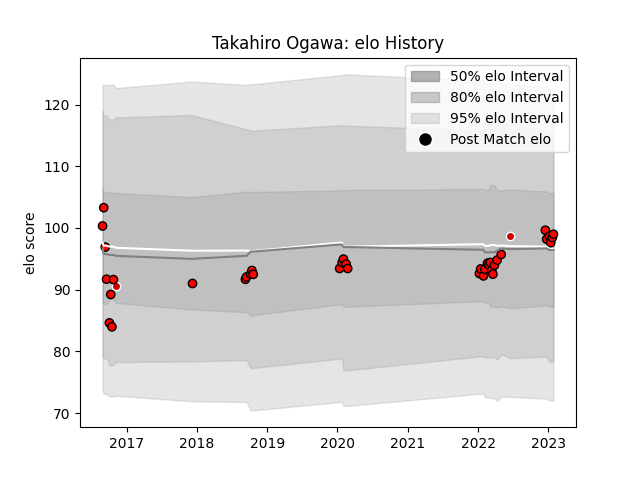 Takahiro Ogawa: elo History
50% elo Interval
80% elo Interval
95% elo Interval
Post Match elo
elo score
120
110
100
90
80
70
2017
2018
2019
2020
2021
2022
2023